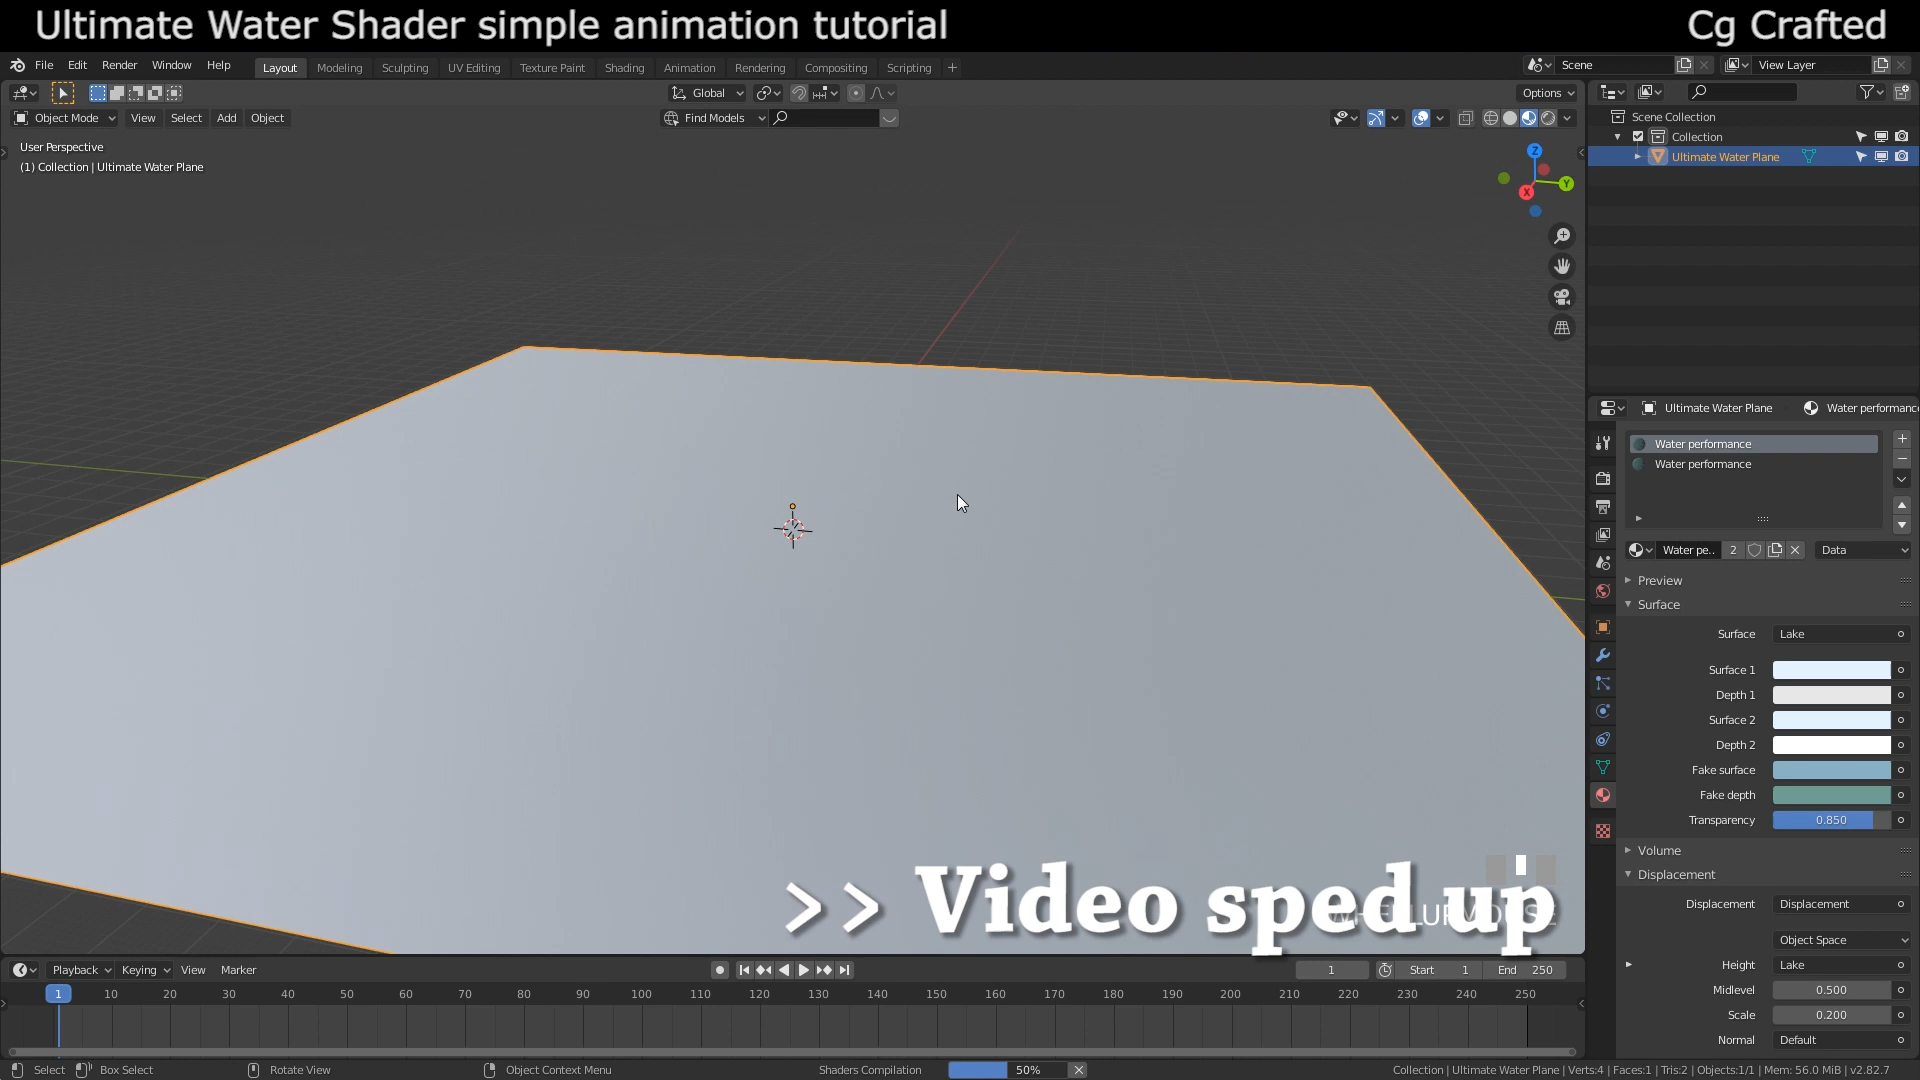 Ultimate Water Shader simple animation tutorial
Cg Crafted
File Edit Render Window Help Layout Modeling Sculpting UV Editing Texture Paint Shading Animation Rendering Compositing Scripting +
Scene
View Layer
Global
Options
Object Mode View Select Add Object
Find Models
User Perspective
(1) Collection | Ultimate Water Plane
Z
Y
X
Scene Collection
Collection
Ultimate Water Plane
Ultimate Water Plane
Water performanc
Water performance
Water performance
Water pe.. 2
Data
Preview
Surface
Surface Lake
Surface 1
Depth 1
Surface 2
Depth 2
Fake surface
Fake depth
Transparency 0.850
Volume
Displacement
Displacement Displacement
Object Space
Height Lake
Midlevel 0.500
Scale 0.200
Normal Default
>> Video sped up
Playback Keying View Marker
1
Start 1
End 250
1 10 20 30 40 50 60 70 80 90 100 110 120 130 140 150 160 170 180 190 200 210 220 230 240 250
Select Box Select Rotate View Object Context Menu
Shaders Compilation 50%
Collection | Ultimate Water Plane | Verts:4 | Faces:1 | Tris:2 | Objects:1/1 | Mem: 56.0 MiB | v2.82.7